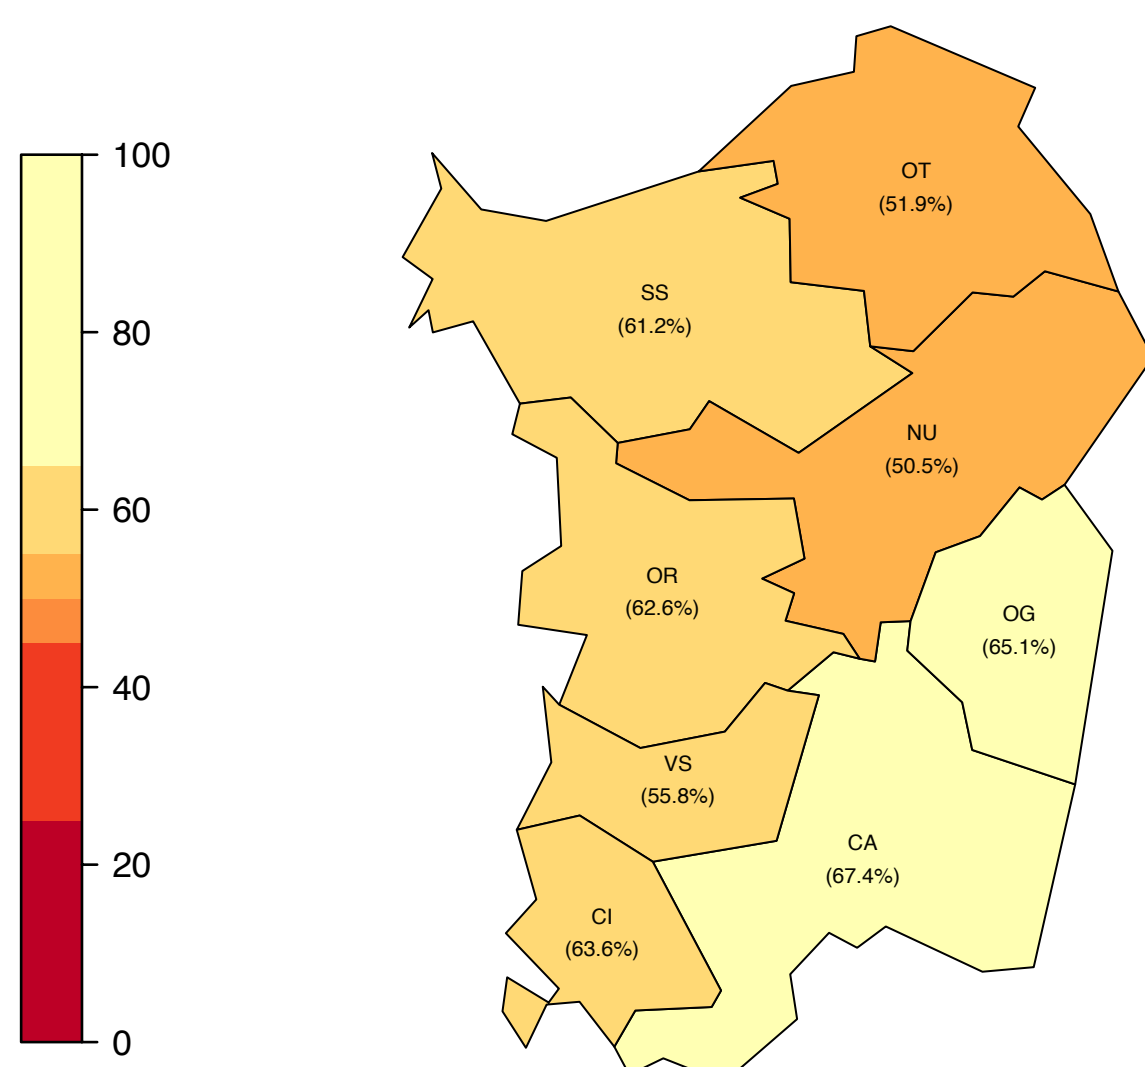 100
80
60
40
20
0
OT
(51.9%)
SS
(61.2%)
NU
(50.5%)
OR
(62.6%)
OG
(65.1%)
VS
(55.8%)
CA
(67.4%)
CI
(63.6%)